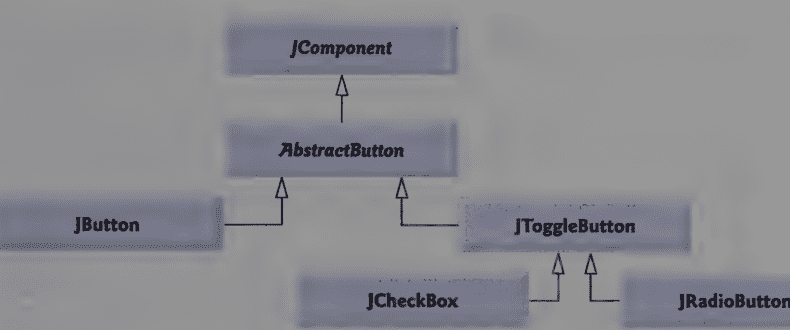 JComponent
AbstractButton
JButton
JToggleButton
JCheckBox
JRadioButton